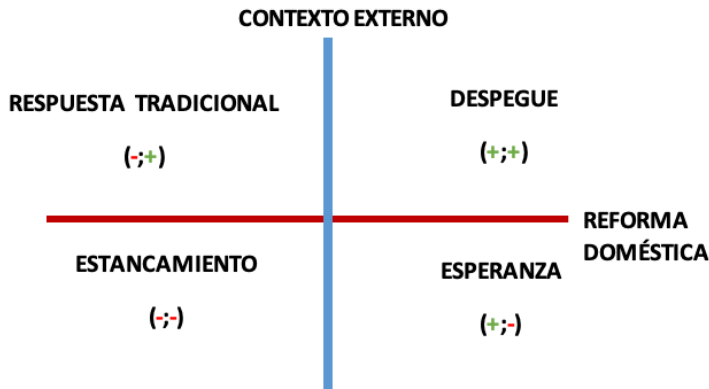 CONTEXTO EXTERNO
RESPUESTA TRADICIONAL
(-;+)
DESPEGUE
(+;+)
REFORMA
DOMÉSTICA
ESTANCAMIENTO
(-;-)
ESPERANZA
(+;-)